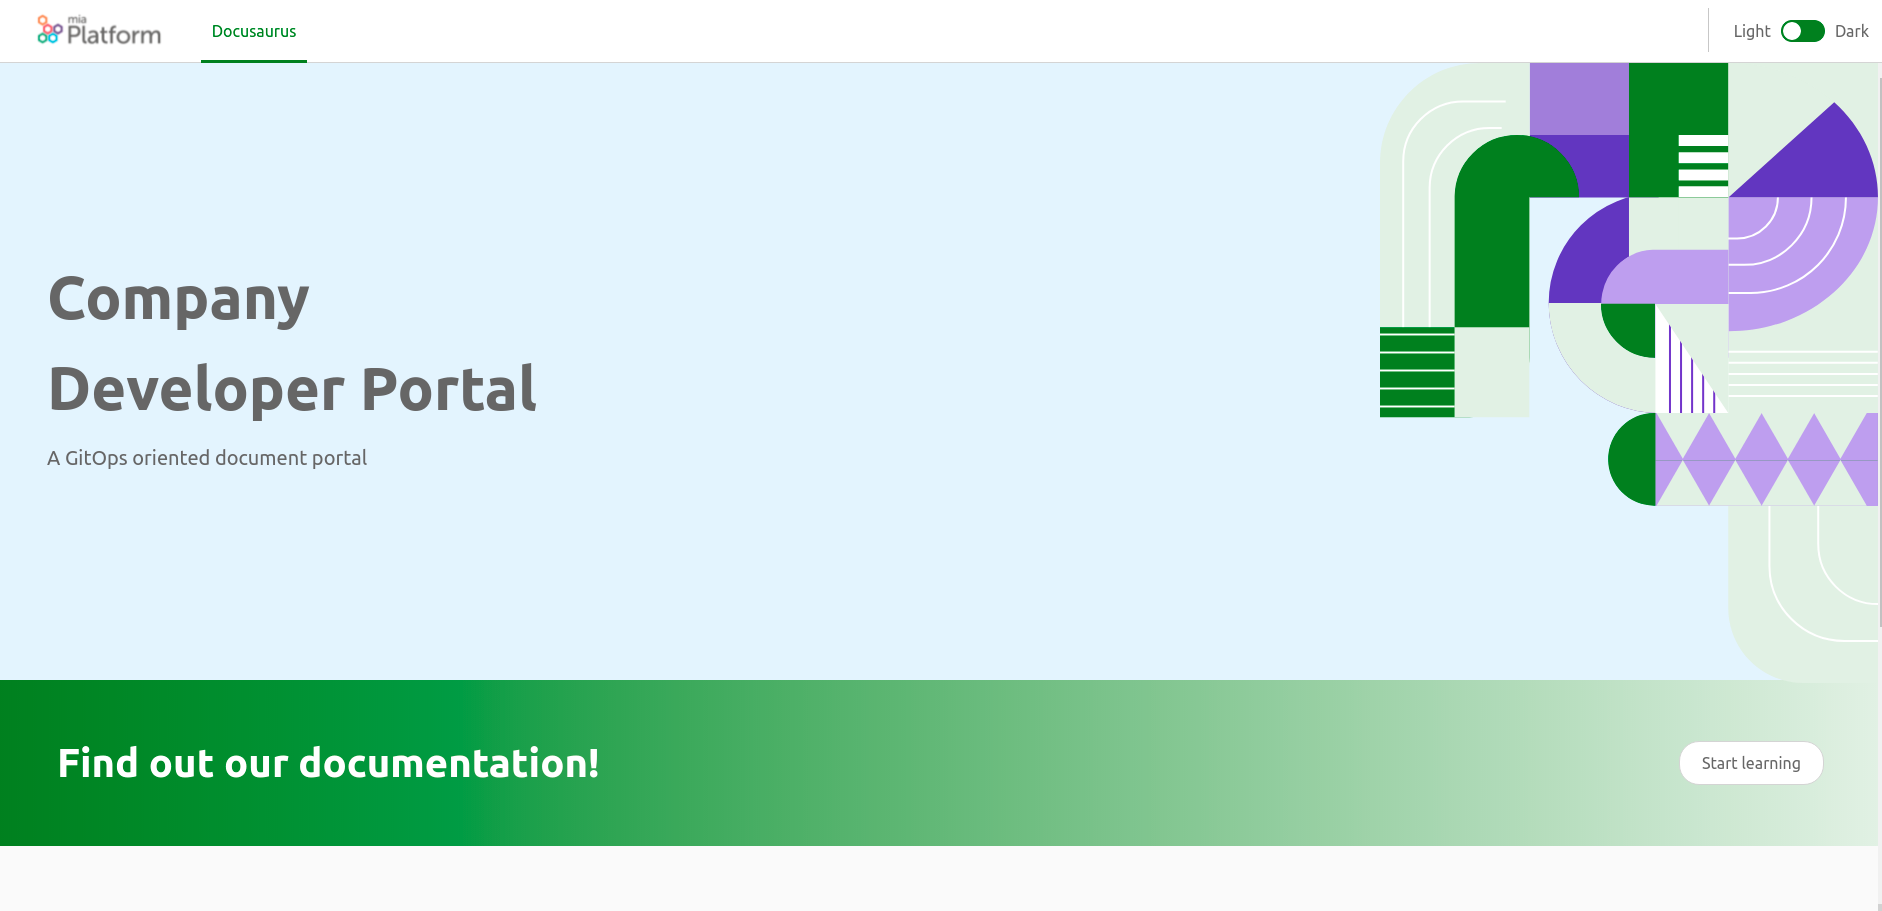 mia
Platform
Docusaurus
Light
Dark
Company
Developer Portal
A GitOps oriented document portal
Find out our documentation!
Start learning